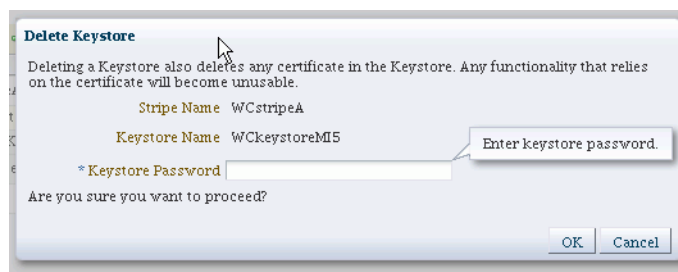 Delete Keystore
Deleting a Keystore also deletes any certificate in the Keystore. Any functionality that relies
on the certificate will become unusable.
Stripe Name WCstripeA
Keystore Name WCkeystoreMI5
Enter keystore password.
* Keystore Password
Are you sure you want to proceed?
OK Cancel